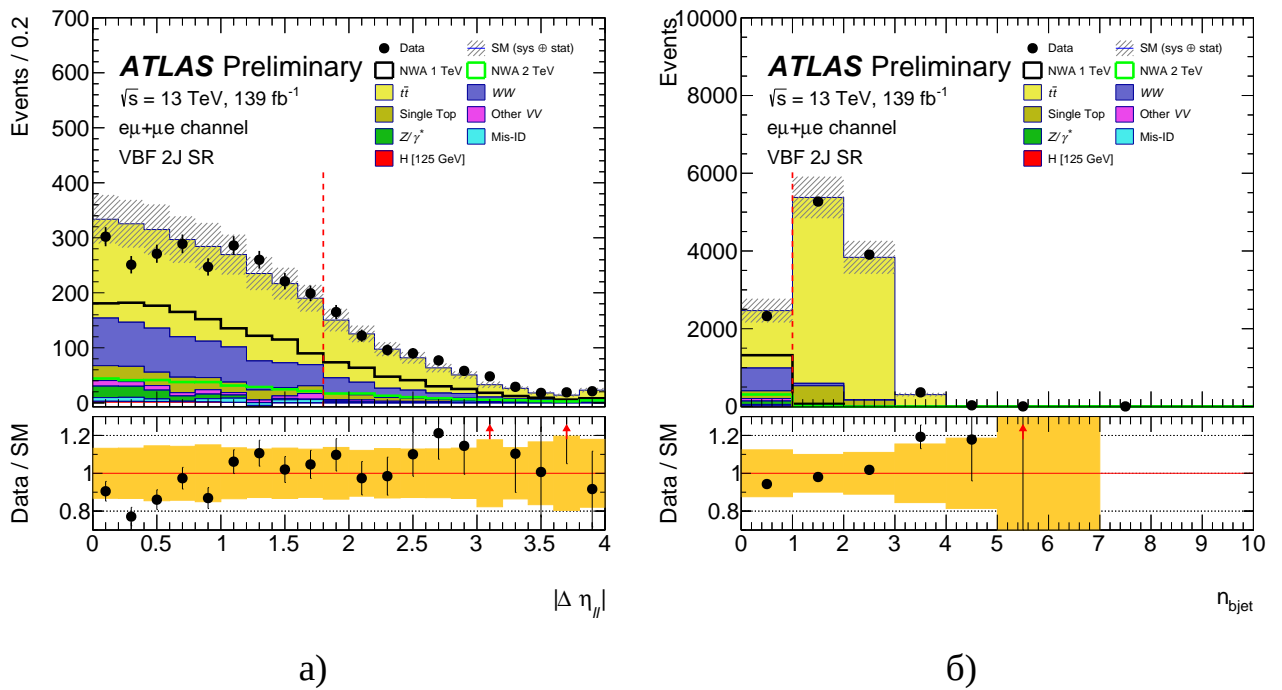 Events / 0.2
700
600
500
400
300
200
100
0
ATLAS Preliminary
√s = 13 TeV, 139 fb⁻¹
eμ+μe channel
VBF 2J SR
Data
SM (sys ⊕ stat)
NWA 1 TeV
NWA 2 TeV
tt̄
WW
Single Top
Other VV
Z/γ*
Mis-ID
H [125 GeV]
Data / SM
1.2
1
0.8
0 0.5 1 1.5 2 2.5 3 3.5 4
|Δ η_ll|
а)
Events
10000
8000
6000
4000
2000
0
ATLAS Preliminary
√s = 13 TeV, 139 fb⁻¹
eμ+μe channel
VBF 2J SR
Data
SM (sys ⊕ stat)
NWA 1 TeV
NWA 2 TeV
tt̄
WW
Single Top
Other VV
Z/γ*
Mis-ID
H [125 GeV]
Data / SM
1.2
1
0.8
0 1 2 3 4 5 6 7 8 9 10
n_bjet
б)